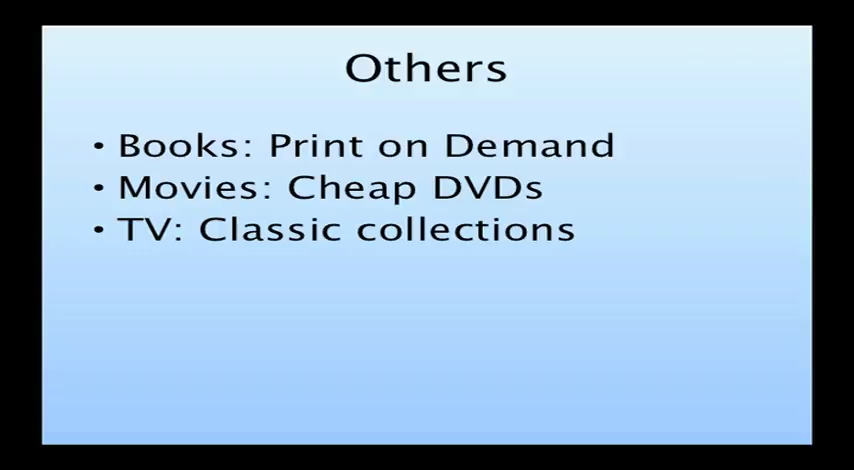 Others
• Books: Print on Demand
• Movies: Cheap DVDs
• TV: Classic collections